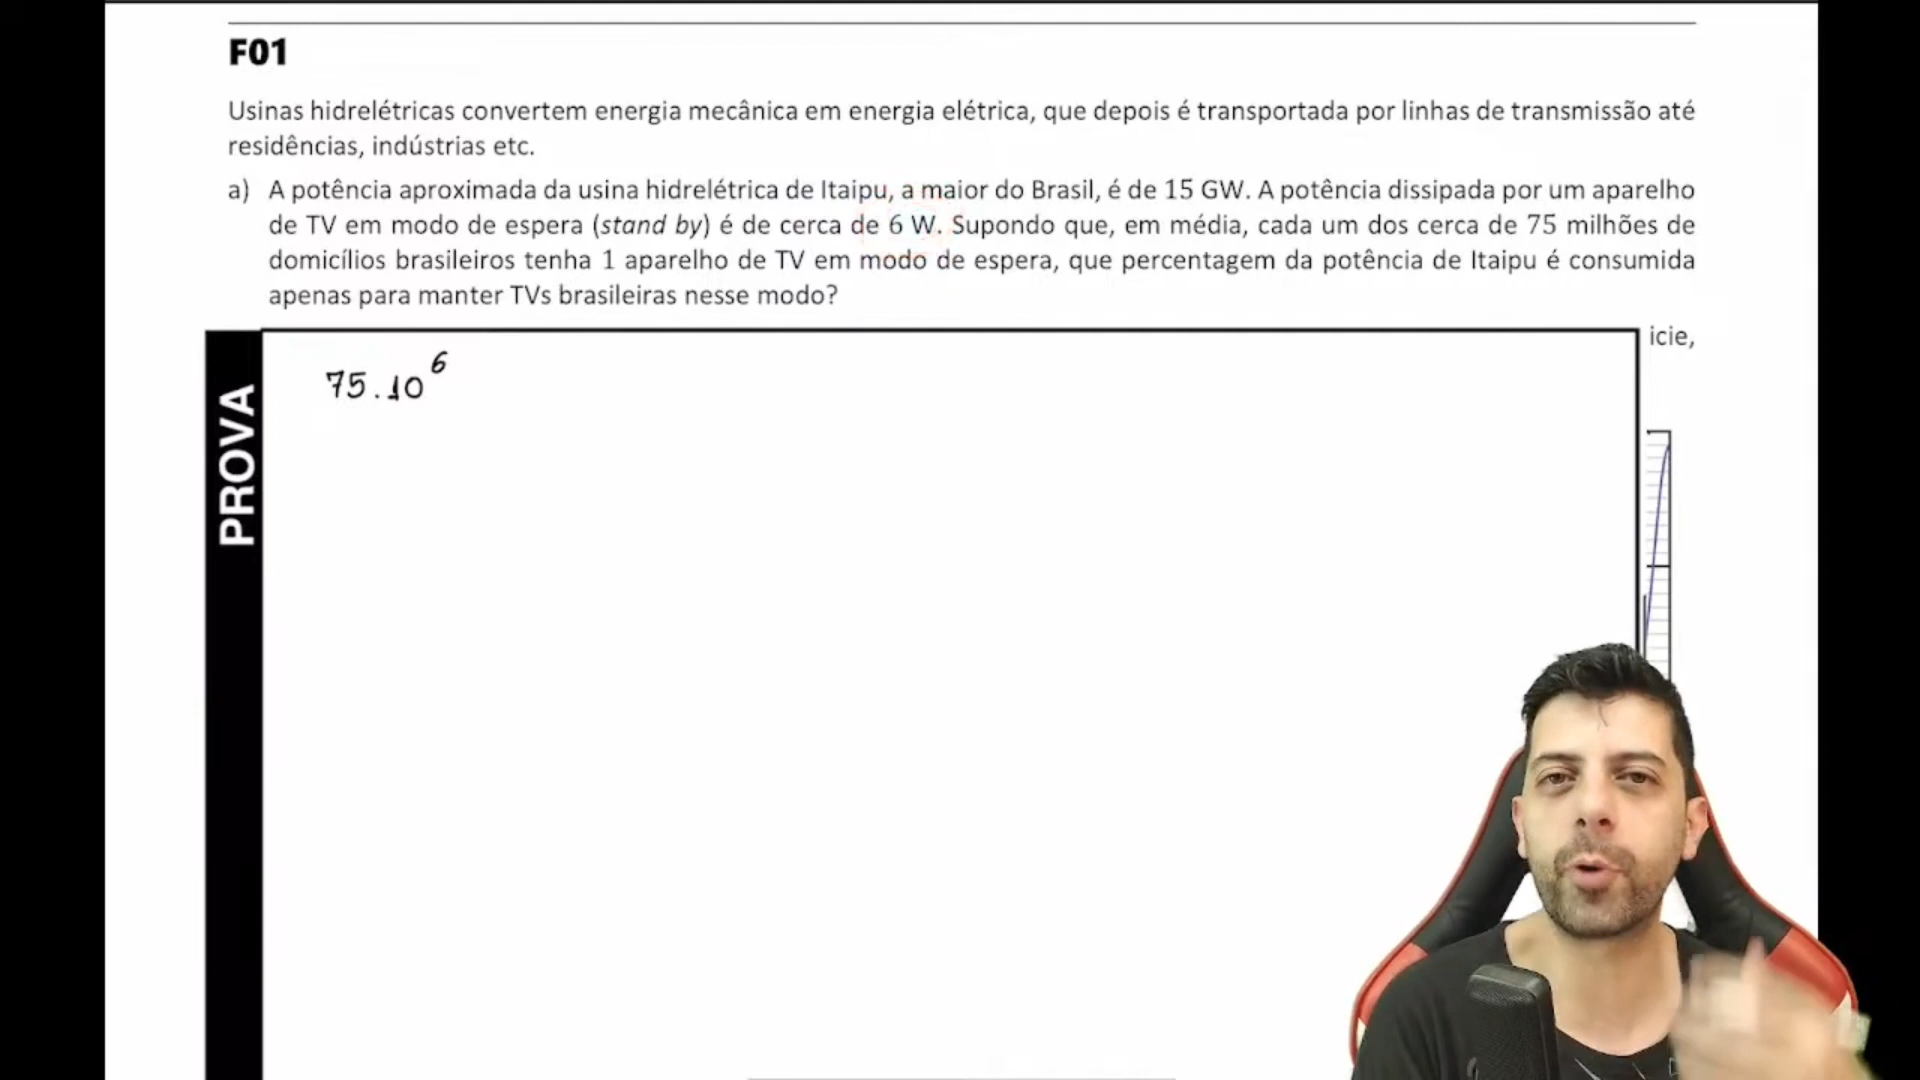 F01
Usinas hidrelétricas convertem energia mecânica em energia elétrica, que depois é transportada por linhas de transmissão até
residências, indústrias etc.
a) A potência aproximada da usina hidrelétrica de Itaipu, a maior do Brasil, é de 15 GW. A potência dissipada por um aparelho
de TV em modo de espera (stand by) é de cerca de 6 W. Supondo que, em média, cada um dos cerca de 75 milhões de
domicílios brasileiros tenha 1 aparelho de TV em modo de espera, que percentagem da potência de Itaipu é consumida
apenas para manter TVs brasileiras nesse modo?
icie,
PROVA
75.10⁶